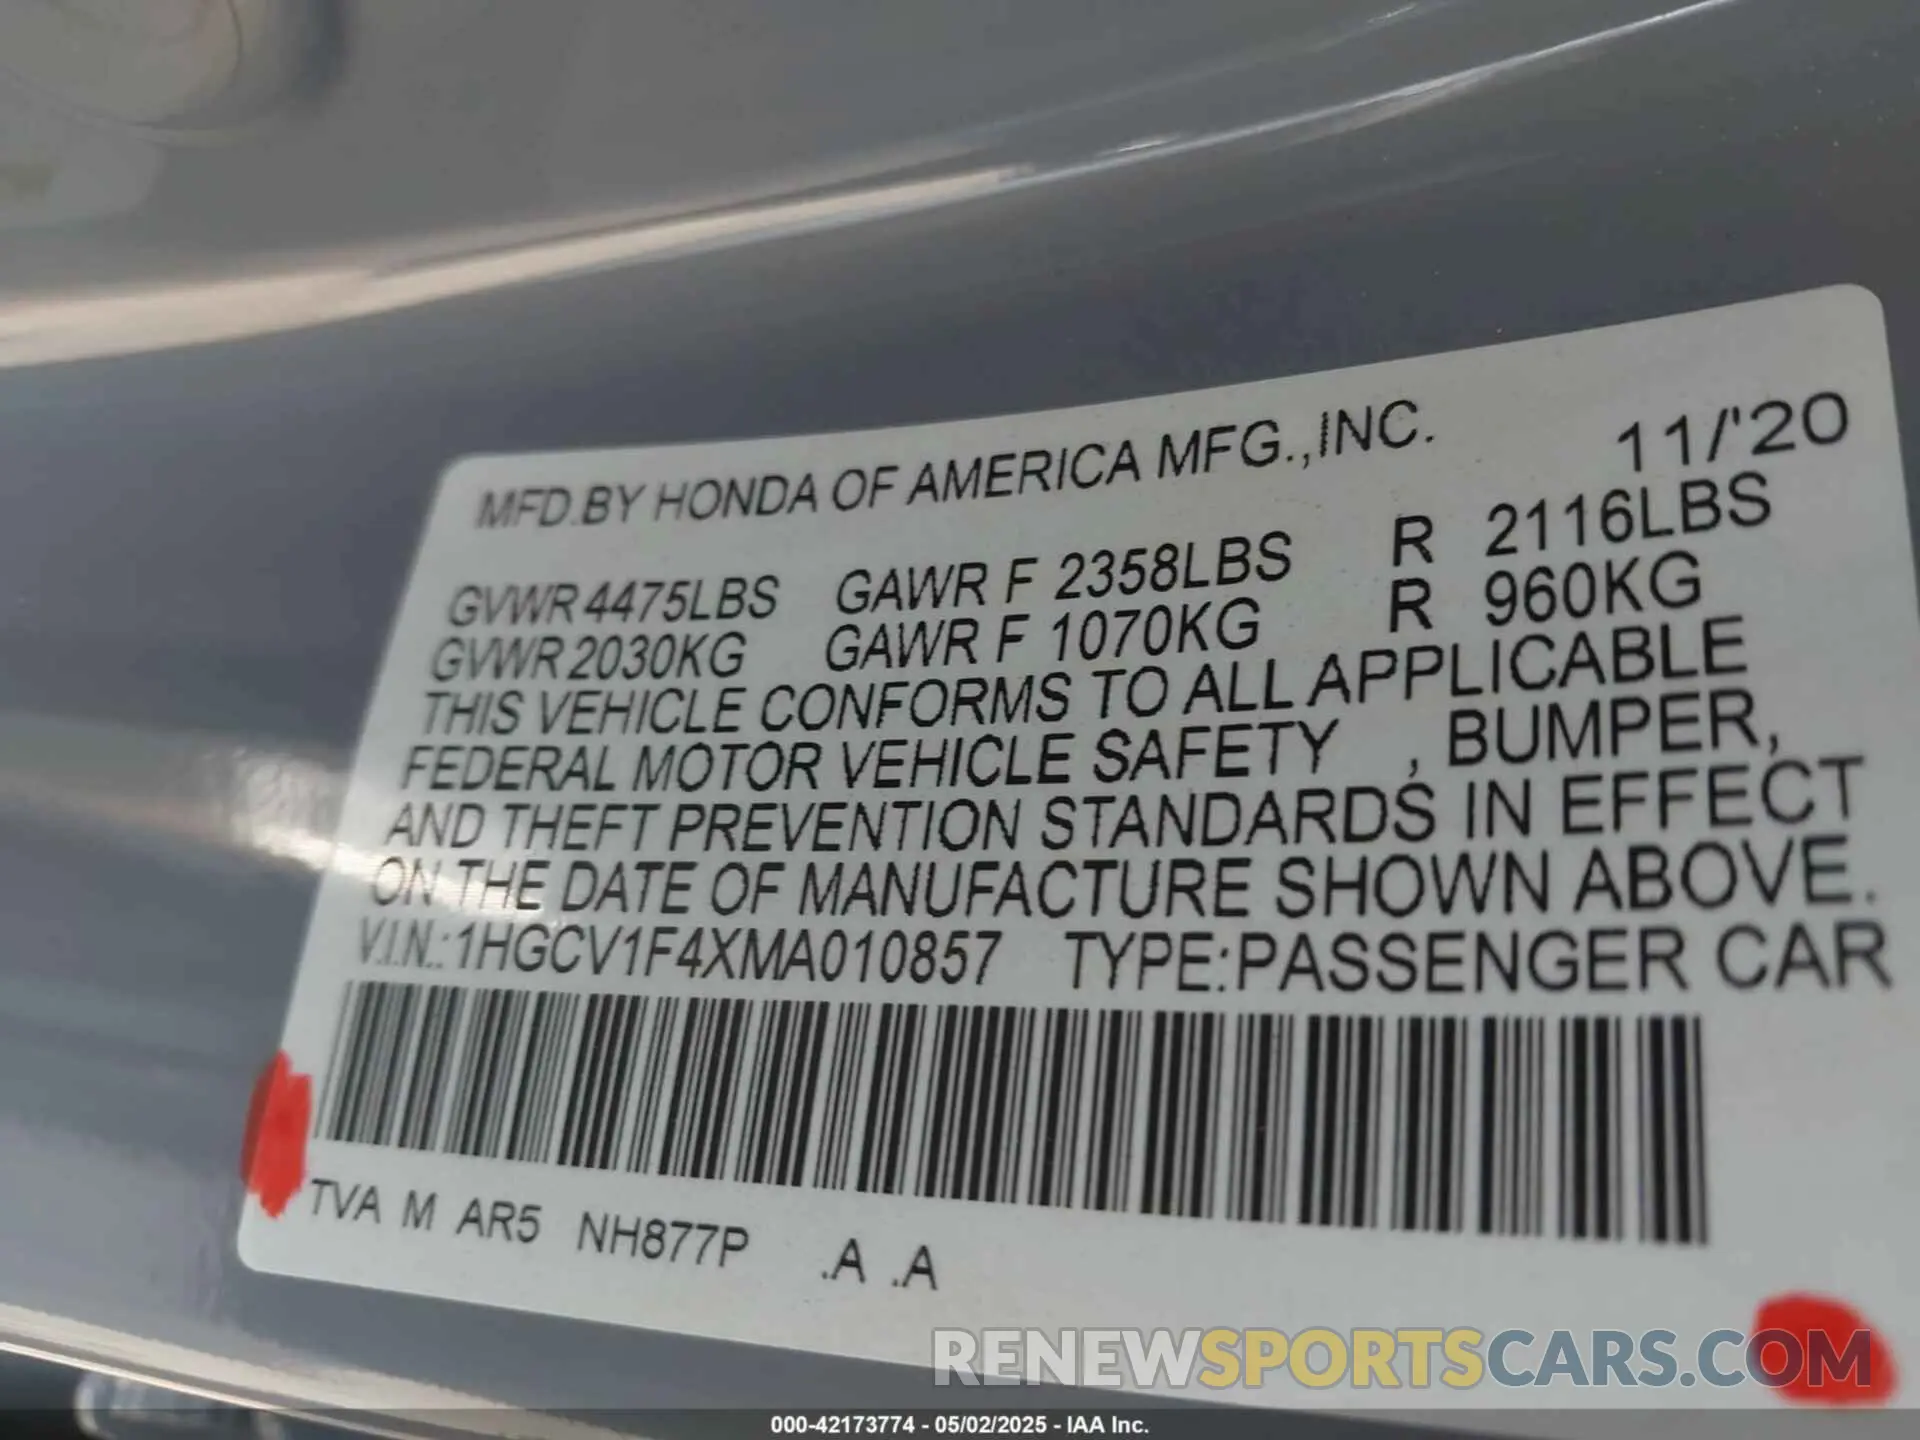 MFD.BY HONDA OF AMERICA MFG.,INC. 11/'20
GVWR 4475LBS GAWR F 2358LBS R 2116LBS
GVWR 2030KG GAWR F 1070KG R 960KG
THIS VEHICLE CONFORMS TO ALL APPLICABLE
FEDERAL MOTOR VEHICLE SAFETY , BUMPER,
AND THEFT PREVENTION STANDARDS IN EFFECT
ON THE DATE OF MANUFACTURE SHOWN ABOVE.
V.I.N.: 1HGCV1F4XMA010857 TYPE:PASSENGER CAR
TVA M AR5 NH877P .A .A
RENEWSPORTSCARS.COM
000-42173774 - 05/02/2025 - IAA Inc.